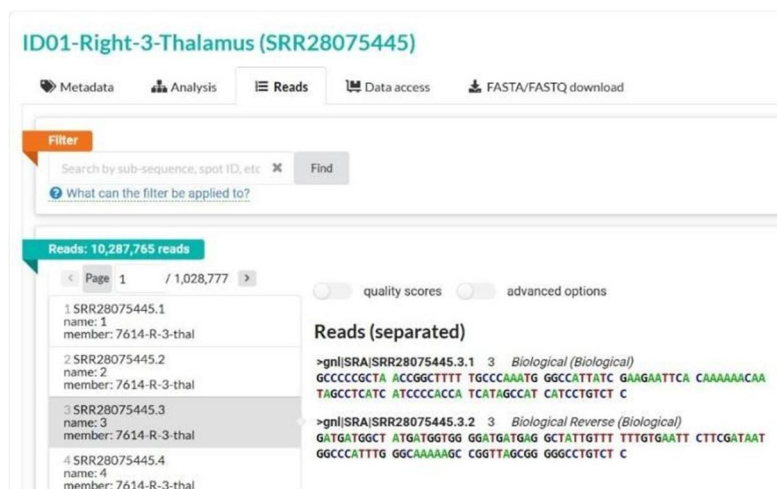 ID01-Right-3-Thalamus (SRR28075445)
Metadata Analysis Reads Data access FASTA/FASTQ download
Filter
Search by sub-sequence, spot ID, etc Find
What can the filter be applied to?
Reads: 10,287,765 reads
Page 1 / 1,028,777
quality scores advanced options
1 SRR28075445.1
name: 1
member: 7614-R-3-thal
2 SRR28075445.2
name: 2
member: 7614-R-3-thal
3 SRR28075445.3
name: 3
member: 7614-R-3-thal
4 SRR28075445.4
name: 4
member: 7614-R-3-thal
Reads (separated)
>gnl|SRA|SRR28075445.3.1 3 Biological (Biological)
GCCCCCGCTA ACCGGCTTTT TGCCCAAATG GGCCATTATC GAAGAATTCA CAAAAAACAA
TAGCCTCATC ATCCCCACCA TCATAGCCAT CATCCTGTCT C
>gnl|SRA|SRR28075445.3.2 3 Biological Reverse (Biological)
GATGATGGCT ATGATGGTGG GGATGATGAG GCTATTGTTT TTTGTGAATT CTTCGATAAT
GGCCCATTTG GGCAAAAAGC CGGTTAGCGG GGGCCTGTCT C